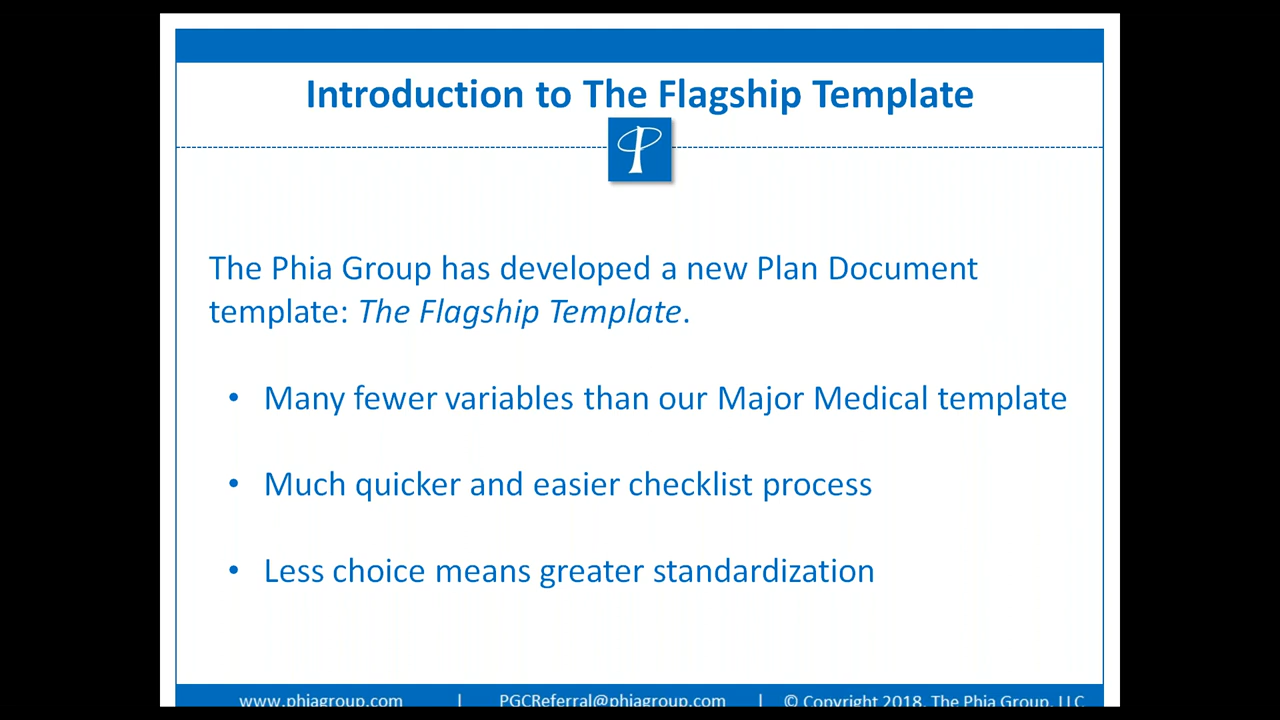 Introduction to The Flagship Template
The Phia Group has developed a new Plan Document
template: The Flagship Template.
• Many fewer variables than our Major Medical template
• Much quicker and easier checklist process
• Less choice means greater standardization
www.phiagroup.com | PGCReferral@phiagroup.com | © Copyright 2018. The Phia Group, LLC